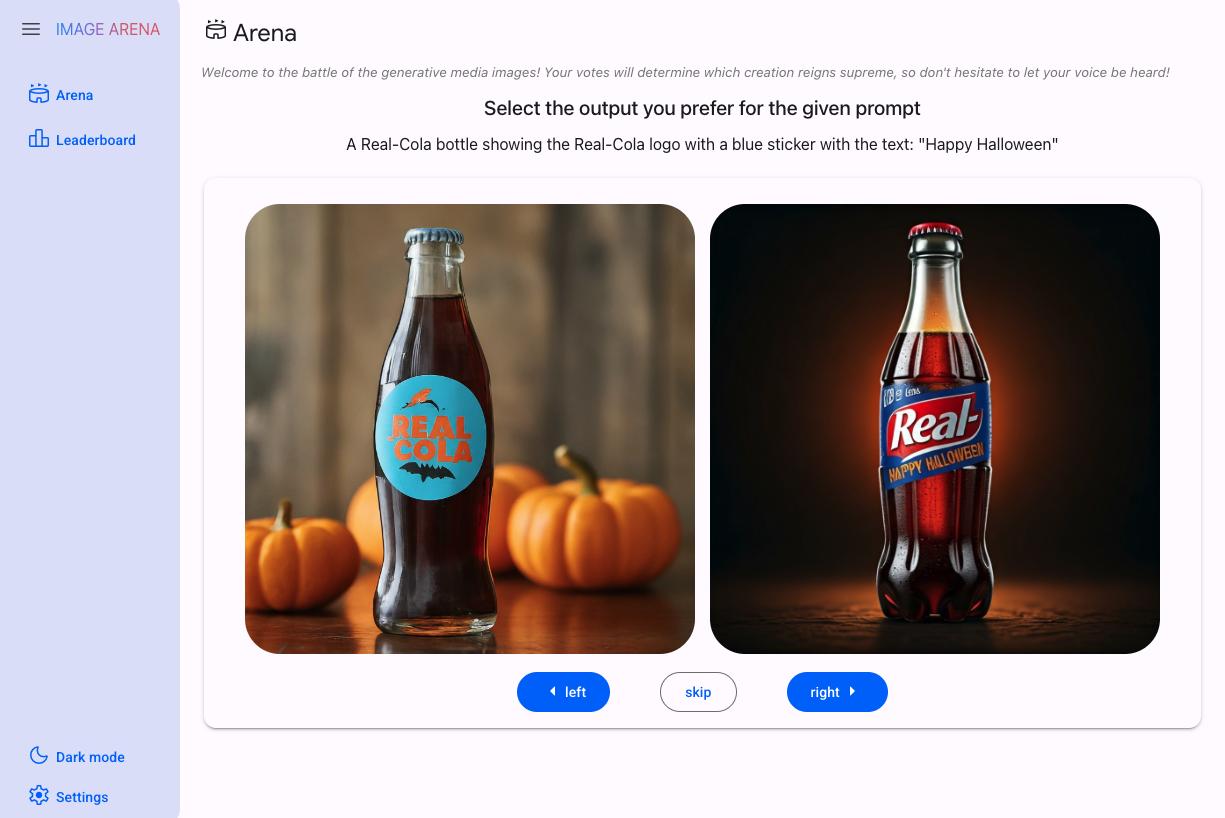 IMAGE ARENA
Arena
Leaderboard
Dark mode
Settings
Arena
Welcome to the battle of the generative media images! Your votes will determine which creation reigns supreme, so don't hesitate to let your voice be heard!
Select the output you prefer for the given prompt
A Real-Cola bottle showing the Real-Cola logo with a blue sticker with the text: "Happy Halloween"
REAL
COLA
Real-
HAPPY HALLOWEEN
left
skip
right